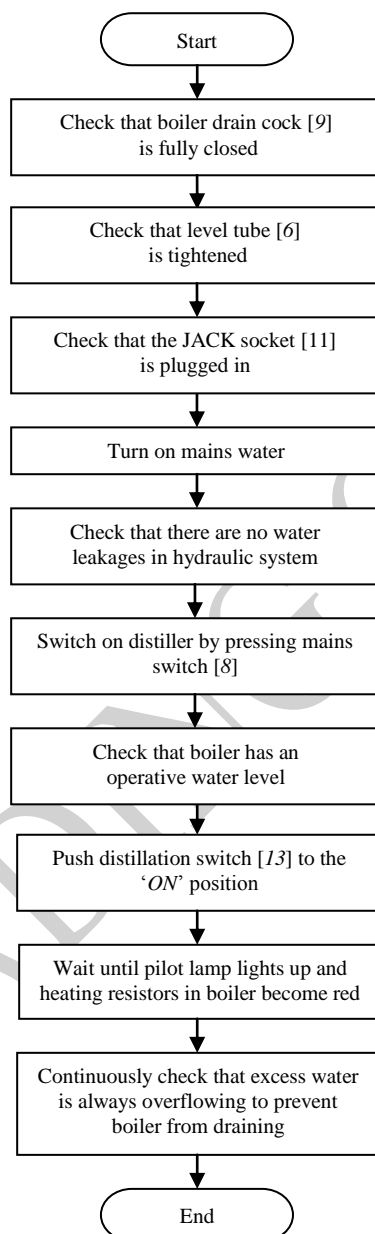 Start
Check that boiler drain cock [9]
is fully closed
Check that level tube [6]
is tightened
Check that the JACK socket [11]
is plugged in
Turn on mains water
Check that there are no water
leakages in hydraulic system
Switch on distiller by pressing mains
switch [8]
Check that boiler has an
operative water level
Push distillation switch [13] to the
‘ON’ position
Wait until pilot lamp lights up and
heating resistors in boiler become red
Continuously check that excess water
is always overflowing to prevent
boiler from draining
End